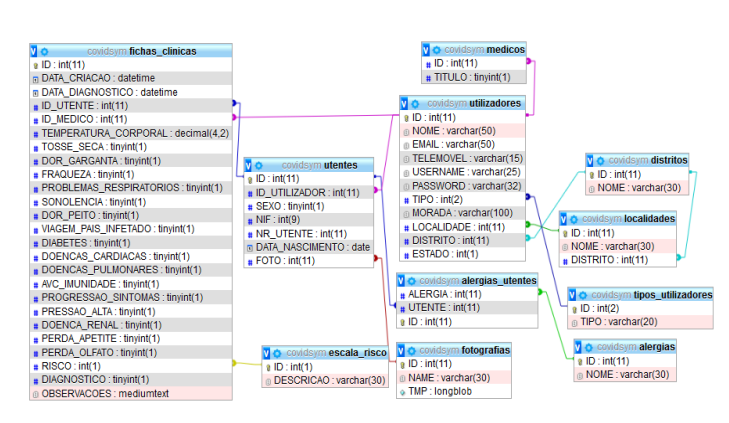 covidsym fichas_clinicas
ID : int(11)
DATA_CRIACAO : datetime
DATA_DIAGNOSTICO : datetime
ID_UTENTE : int(11)
ID_MEDICO : int(11)
TEMPERATURA_CORPORAL : decimal(4,2)
TOSSE_SECA : tinyint(1)
DOR_GARGANTA : tinyint(1)
FRAQUEZA : tinyint(1)
PROBLEMAS_RESPIRATORIOS : tinyint(1)
SONOLENCIA : tinyint(1)
DOR_PEITO : tinyint(1)
VIAGEM_PAIS_INFETADO : tinyint(1)
DIABETES : tinyint(1)
DOENCAS_CARDIACAS : tinyint(1)
DOENCAS_PULMONARES : tinyint(1)
AVC_IMUNIDADE : tinyint(1)
PROGRESSAO_SINTOMAS : tinyint(1)
PRESSAO_ALTA : tinyint(1)
DOENCA_RENAL : tinyint(1)
PERDA_APETITE : tinyint(1)
PERDA_OLFATO : tinyint(1)
RISCO : int(1)
DIAGNOSTICO : tinyint(1)
OBSERVACOES : mediumtext
covidsym utentes
ID : int(11)
ID_UTILIZADOR : int(11)
SEXO : tinyint(1)
NIF : int(9)
NR_UTENTE : int(11)
DATA_NASCIMENTO : date
FOTO : int(11)
covidsym escala_risco
ID : int(1)
DESCRICAO : varchar(30)
covidsym medicos
ID : int(11)
TITULO : tinyint(1)
covidsym utilizadores
ID : int(11)
NOME : varchar(50)
EMAIL : varchar(50)
TELEMOVEL : varchar(15)
USERNAME : varchar(25)
PASSWORD : varchar(32)
TIPO : int(2)
MORADA : varchar(100)
LOCALIDADE : int(11)
DISTRITO : int(11)
ESTADO : int(1)
covidsym alergias_utentes
ALERGIA : int(11)
UTENTE : int(11)
ID : int(11)
covidsym fotografias
ID : int(11)
NAME : varchar(30)
TMP : longblob
covidsym distritos
ID : int(11)
NOME : varchar(30)
covidsym localidades
ID : int(11)
NOME : varchar(30)
DISTRITO : int(11)
covidsym tipos_utilizadores
ID : int(2)
TIPO : varchar(20)
covidsym alergias
ID : int(11)
NOME : varchar(30)